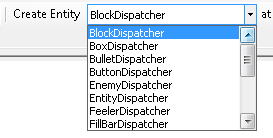 Create Entity BlockDispatcher at
BlockDispatcher
BoxDispatcher
BulletDispatcher
ButtonDispatcher
EnemyDispatcher
EntityDispatcher
FeelerDispatcher
FillBarDispatcher